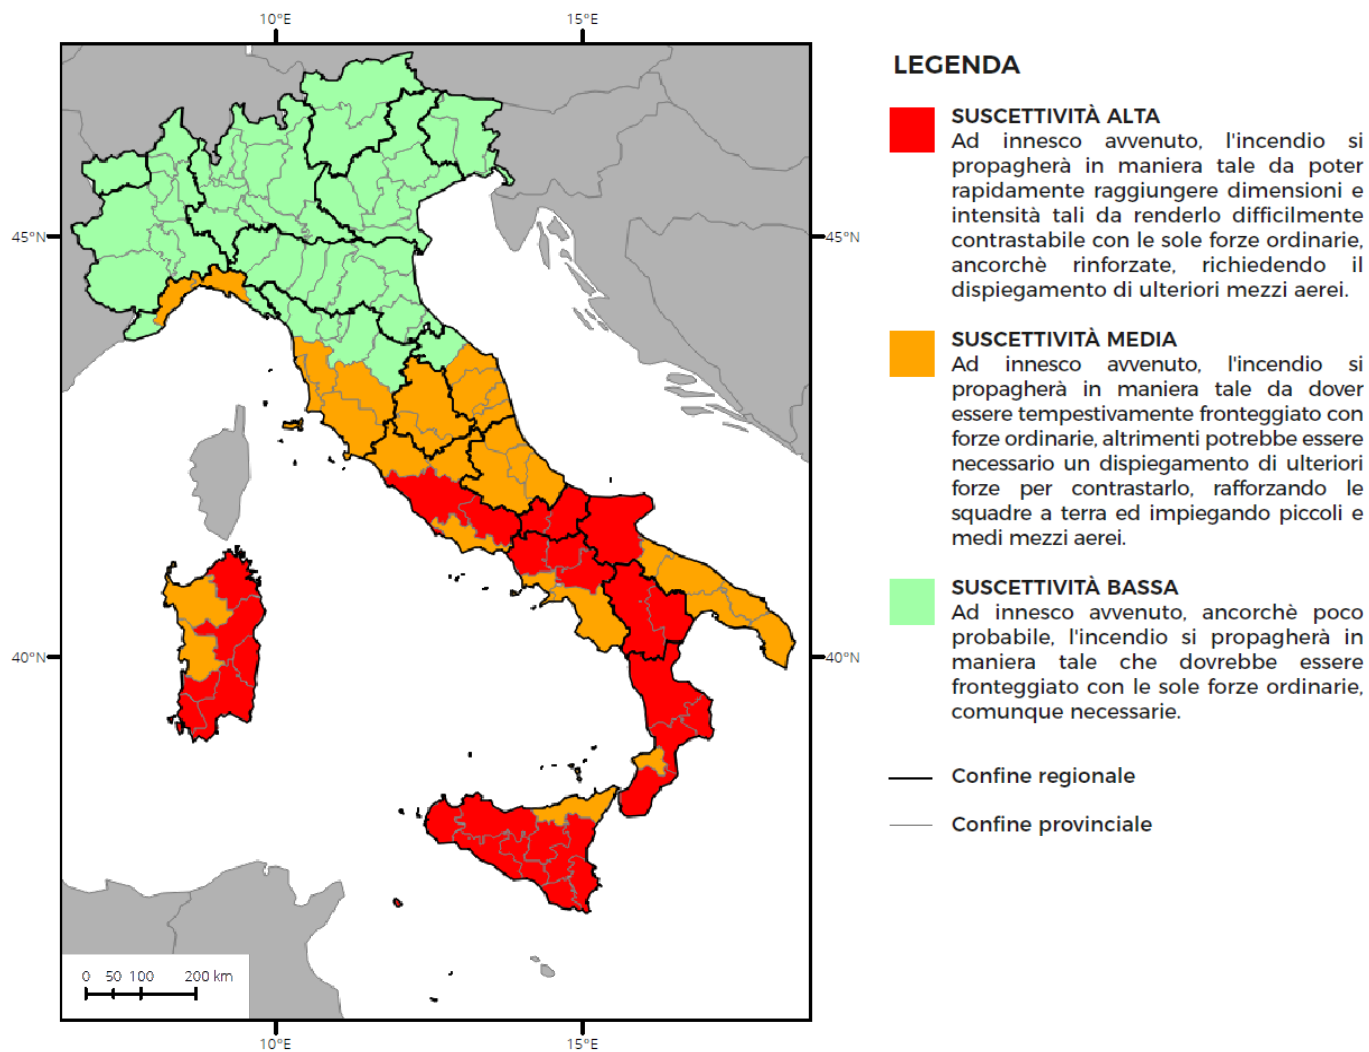 10°E 15°E
LEGENDA
SUSCETTIVITÀ ALTA
Ad innesco avvenuto, l'incendio si
propagherà in maniera tale da poter
rapidamente raggiungere dimensioni e
intensità tali da renderlo difficilmente
contrastabile con le sole forze ordinarie,
ancorchè rinforzate, richiedendo il
dispiegamento di ulteriori mezzi aerei.
45°N 45°N
SUSCETTIVITÀ MEDIA
Ad innesco avvenuto, l'incendio si
propagherà in maniera tale da dover
essere tempestivamente fronteggiato con
forze ordinarie, altrimenti potrebbe essere
necessario un dispiegamento di ulteriori
forze per contrastarlo, rafforzando le
squadre a terra ed impiegando piccoli e
medi mezzi aerei.
SUSCETTIVITÀ BASSA
Ad innesco avvenuto, ancorchè poco
probabile, l'incendio si propagherà in
maniera tale che dovrebbe essere
fronteggiato con le sole forze ordinarie,
comunque necessarie.
40°N 40°N
Confine regionale
Confine provinciale
0 50 100 200 km
10°E 15°E